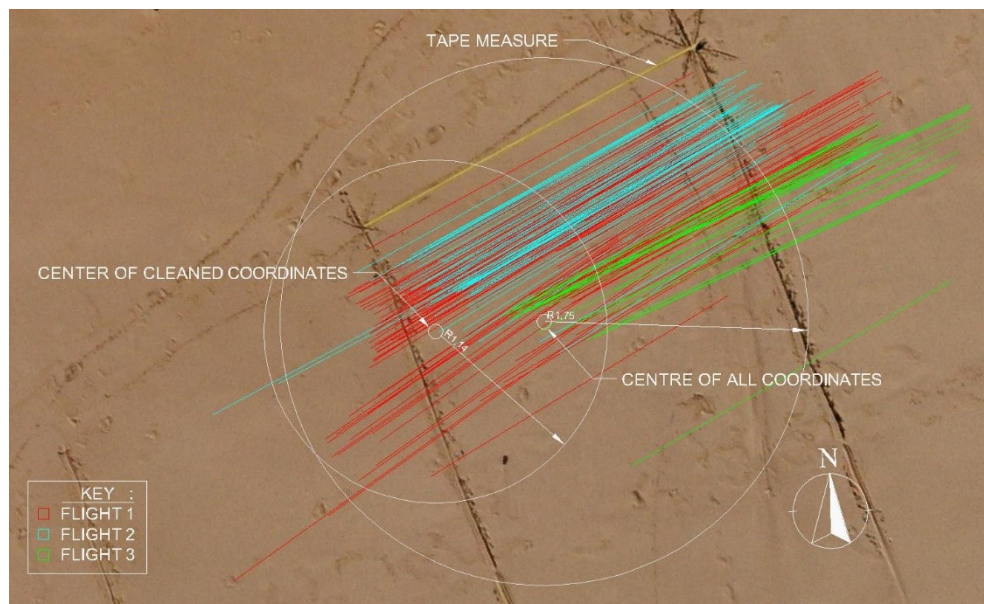 TAPE MEASURE
CENTER OF CLEANED COORDINATES
R1,14
R1,75
CENTRE OF ALL COORDINATES
N
KEY :
FLIGHT 1
FLIGHT 2
FLIGHT 3